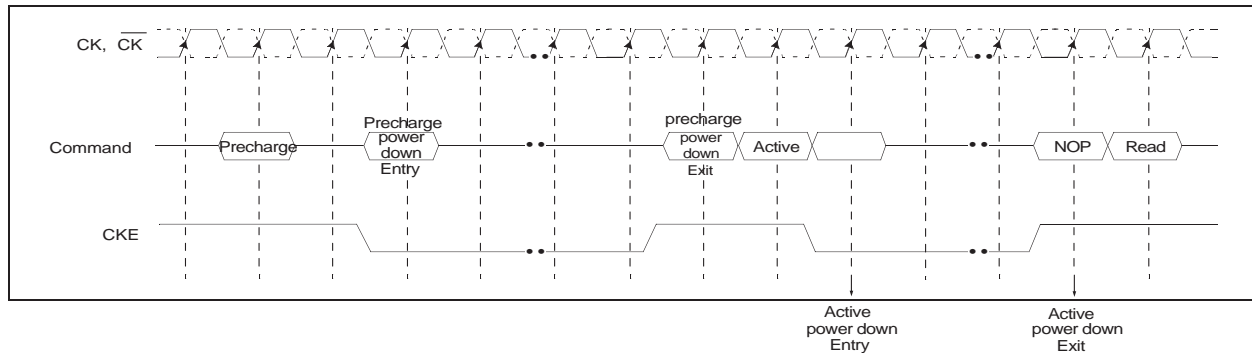 CK, CK
Command
Precharge
Precharge
power
down
Entry
precharge
power
down
Exit
Active
NOP
Read
CKE
Active
power down
Entry
Active
power down
Exit